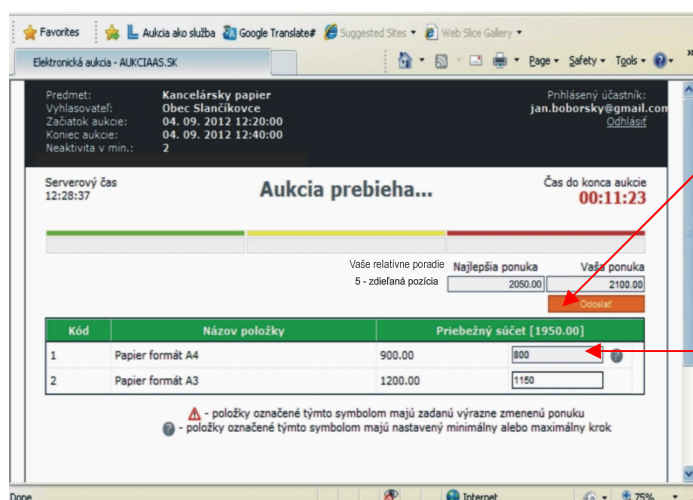 Favorites Aukcia ako služba Google Translate# Suggested Sites Web Slice Gallery
Elektronická aukcia - AUKCIAAS.SK Page Safety Tools »
Predmet: Kancelársky papier Prihlásený účastník:
Vyhlasovateľ: Obec Slančíkovce jan.boborsky@gmail.com
Začiatok aukcie: 04. 09. 2012 12:20:00 Odhlásiť
Koniec aukcie: 04. 09. 2012 12:40:00
Neaktivita v min.: 2
Serverový čas Aukcia prebieha... Čas do konca aukcie
12:28:37 00:11:23
Vaše relatívne poradie Najlepšia ponuka Vaša ponuka
5 - zdieľaná pozícia 2050.00 2100.00
Odoslať
Kód Názov položky Priebežný súčet [1950.00]
1 Papier formát A4 900.00 800
2 Papier formát A3 1200.00 1150
- položky označené týmto symbolom majú zadanú výrazne zmenenú ponuku
- položky označené týmto symbolom majú nastavený minimálny alebo maximálny krok
Done Internet 75%